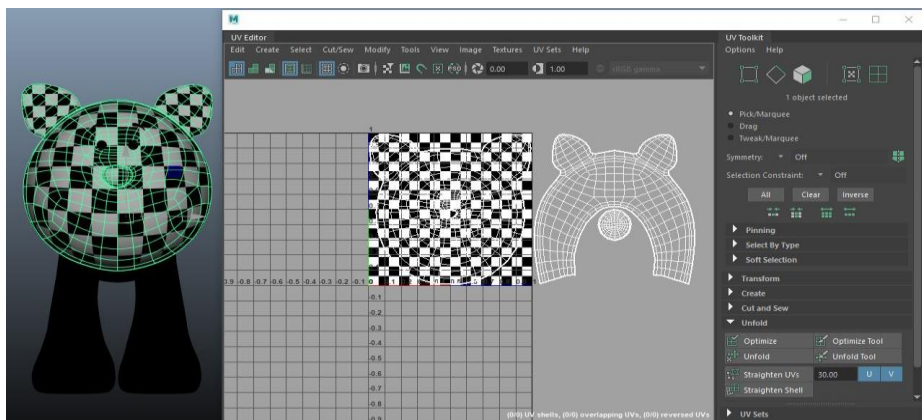 UV Editor
Edit Create Select Cut/Sew Modify Tools View Image Textures UV Sets Help
0.00 1.00 sRGB gamma
1
0.9 -0.8 -0.7 -0.6 -0.5 -0.4 -0.3 -0.2 -0.1 0
-0.1
-0.2
-0.3
-0.4
-0.5
-0.6
-0.7
-0.8
-0.9
(0/0) UV shells, (0/0) overlapping UVs, (0/0) reversed UVs
UV Toolkit
Options Help
1 object selected
Pick/Marquee
Drag
Tweak/Marquee
Symmetry: Off
Selection Constraint: Off
All Clear Inverse
Pinning
Select By Type
Soft Selection
Transform
Create
Cut and Sew
Unfold
Optimize Optimize Tool
Unfold Unfold Tool
Straighten UVs 30.00 U V
Straighten Shell
UV Sets